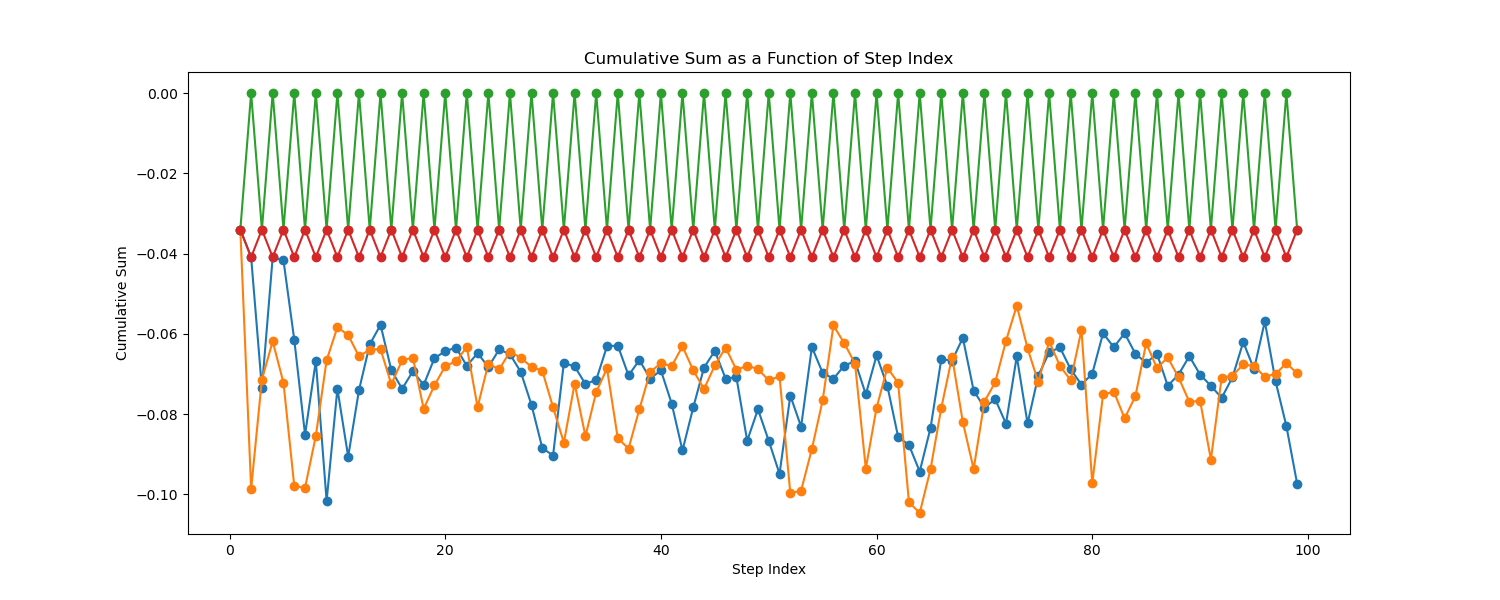 Cumulative Sum as a Function of Step Index
0.00
−0.02
−0.04
−0.06
−0.08
−0.10
Cumulative Sum
0 20 40 60 80 100
Step Index